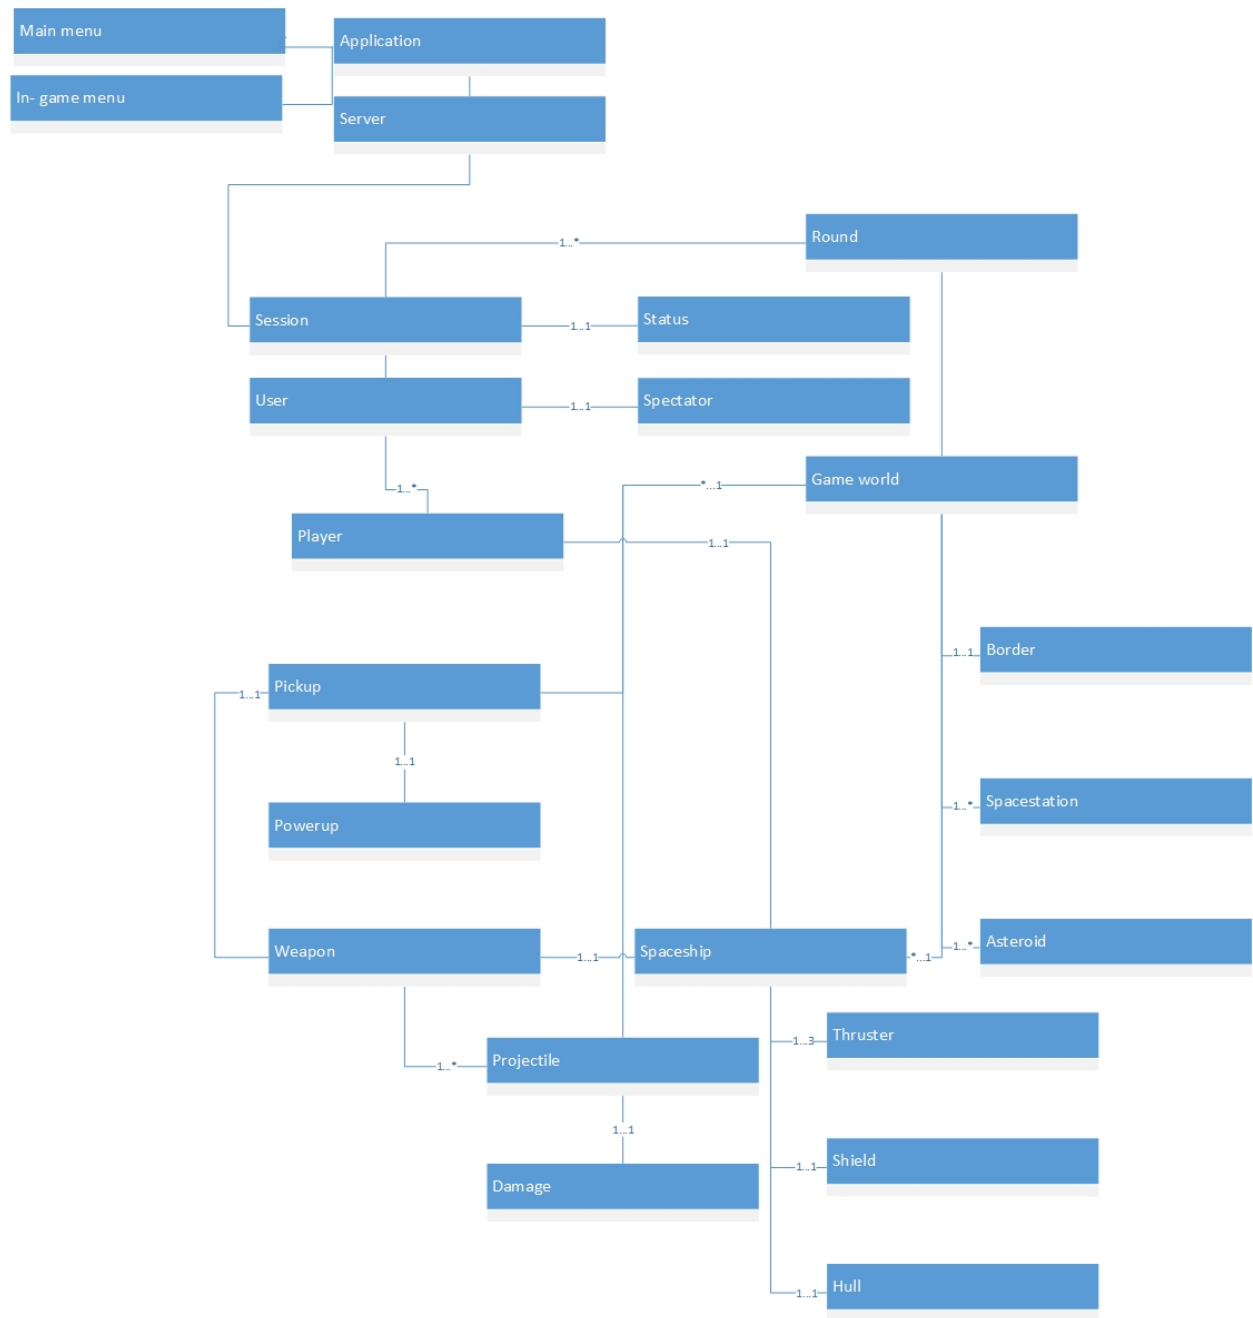 Main menu
Application
In- game menu
Server
Round
1...*
Session
1...1
Status
User
1...1
Spectator
Game world
*...1
1...*
Player
1...1
Border
1...1
Pickup
1...1
1...1
Spacestation
1...*
Powerup
Asteroid
1...*
Weapon
1...1
Spaceship
*...1
Thruster
1...3
Projectile
1...*
1...1
Shield
1...1
Damage
Hull
1...1